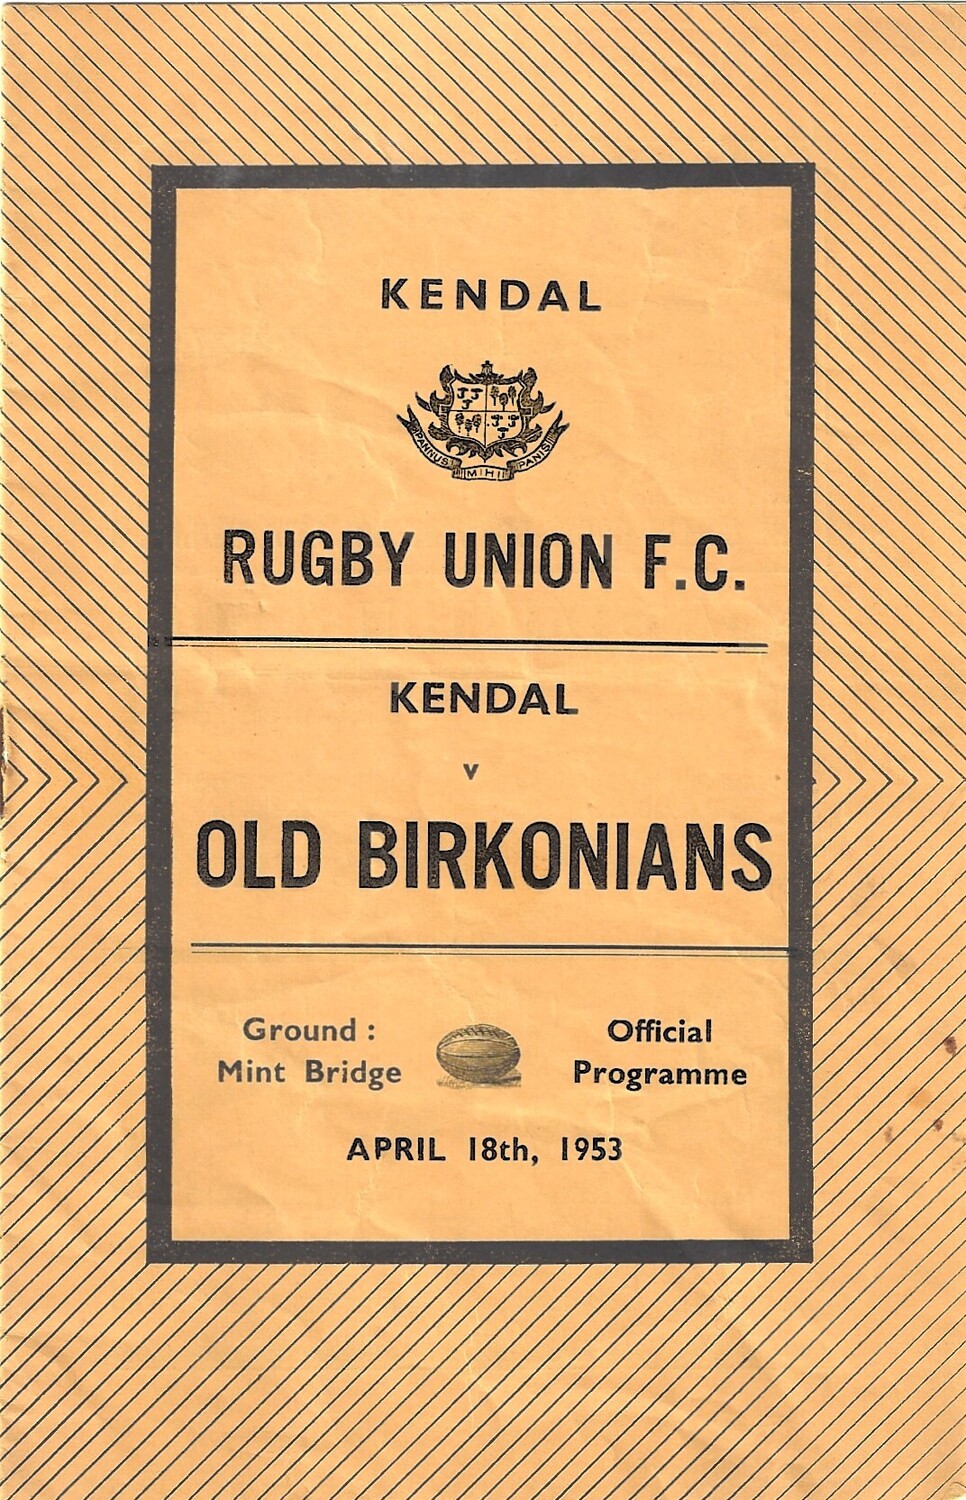 KENDAL
PANNUS MIHI PANIS
RUGBY UNION F.C.
KENDAL
v
OLD BIRKONIANS
Ground :
Mint Bridge
Official
Programme
APRIL 18th, 1953